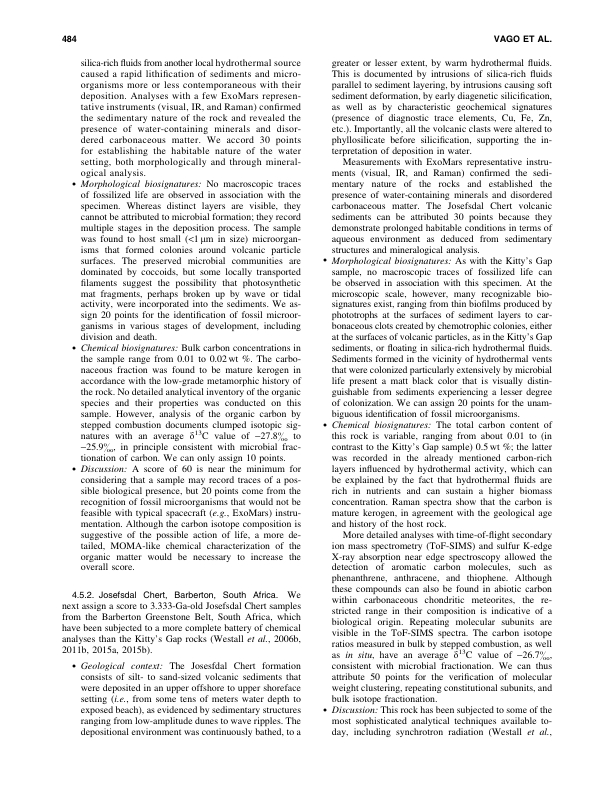 484
VAGO ET AL.
silica-rich fluids from another local hydrothermal source
caused a rapid lithification of sediments and micro-
organisms more or less contemporaneous with their
deposition. Analyses with a few ExoMars represen-
tative instruments (visual, IR, and Raman) confirmed
the sedimentary nature of the rock and revealed the
presence of water-containing minerals and disor-
dered carbonaceous matter. We accord 30 points
for establishing the habitable nature of the water
setting, both morphologically and through mineral-
ogical analysis.
• Morphological biosignatures: No macroscopic traces
of fossilized life are observed in association with the
specimen. Whereas distinct layers are visible, they
cannot be attributed to microbial formation; they record
multiple stages in the deposition process. The sample
was found to host small (<1 μm in size) microorgan-
isms that formed colonies around volcanic particle
surfaces. The preserved microbial communities are
dominated by coccoids, but some locally transported
filaments suggest the possibility that photosynthetic
mat fragments, perhaps broken up by wave or tidal
activity, were incorporated into the sediments. We as-
sign 20 points for the identification of fossil microor-
ganisms in various stages of development, including
division and death.
• Chemical biosignatures: Bulk carbon concentrations in
the sample range from 0.01 to 0.02 wt %. The carbo-
naceous fraction was found to be mature kerogen in
accordance with the low-grade metamorphic history of
the rock. No detailed analytical inventory of the organic
species and their properties was conducted on this
sample. However, analysis of the organic carbon by
stepped combustion documents clumped isotopic sig-
natures with an average δ¹³C value of −27.8‰ to
−25.9‰, in principle consistent with microbial frac-
tionation of carbon. We can only assign 10 points.
• Discussion: A score of 60 is near the minimum for
considering that a sample may record traces of a pos-
sible biological presence, but 20 points come from the
recognition of fossil microorganisms that would not be
feasible with typical spacecraft (e.g., ExoMars) instru-
mentation. Although the carbon isotope composition is
suggestive of the possible action of life, a more de-
tailed, MOMA-like chemical characterization of the
organic matter would be necessary to increase the
overall score.
4.5.2. Josefsdal Chert, Barberton, South Africa. We
next assign a score to 3.333-Ga-old Josefsdal Chert samples
from the Barberton Greenstone Belt, South Africa, which
have been subjected to a more complete battery of chemical
analyses than the Kitty's Gap rocks (Westall et al., 2006b,
2011b, 2015a, 2015b).
• Geological context: The Josesfdal Chert formation
consists of silt- to sand-sized volcanic sediments that
were deposited in an upper offshore to upper shoreface
setting (i.e., from some tens of meters water depth to
exposed beach), as evidenced by sedimentary structures
ranging from low-amplitude dunes to wave ripples. The
depositional environment was continuously bathed, to a
greater or lesser extent, by warm hydrothermal fluids.
This is documented by intrusions of silica-rich fluids
parallel to sediment layering, by intrusions causing soft
sediment deformation, by early diagenetic silicification,
as well as by characteristic geochemical signatures
(presence of diagnostic trace elements, Cu, Fe, Zn,
etc.). Importantly, all the volcanic clasts were altered to
phyllosilicate before silicification, supporting the in-
terpretation of deposition in water.
Measurements with ExoMars representative instru-
ments (visual, IR, and Raman) confirmed the sedi-
mentary nature of the rocks and established the
presence of water-containing minerals and disordered
carbonaceous matter. The Josefsdal Chert volcanic
sediments can be attributed 30 points because they
demonstrate prolonged habitable conditions in terms of
aqueous environment as deduced from sedimentary
structures and mineralogical analysis.
• Morphological biosignatures: As with the Kitty's Gap
sample, no macroscopic traces of fossilized life can
be observed in association with this specimen. At the
microscopic scale, however, many recognizable bio-
signatures exist, ranging from thin biofilms produced by
phototrophs at the surfaces of sediment layers to car-
bonaceous clots created by chemotrophic colonies, either
at the surfaces of volcanic particles, as in the Kitty's Gap
sediments, or floating in silica-rich hydrothermal fluids.
Sediments formed in the vicinity of hydrothermal vents
that were colonized particularly extensively by microbial
life present a matt black color that is visually distin-
guishable from sediments experiencing a lesser degree
of colonization. We can assign 20 points for the unam-
biguous identification of fossil microorganisms.
• Chemical biosignatures: The total carbon content of
this rock is variable, ranging from about 0.01 to (in
contrast to the Kitty's Gap sample) 0.5 wt %; the latter
was recorded in the already mentioned carbon-rich
layers influenced by hydrothermal activity, which can
be explained by the fact that hydrothermal fluids are
rich in nutrients and can sustain a higher biomass
concentration. Raman spectra show that the carbon is
mature kerogen, in agreement with the geological age
and history of the host rock.
More detailed analyses with time-of-flight secondary
ion mass spectrometry (ToF-SIMS) and sulfur K-edge
X-ray absorption near edge spectroscopy allowed the
detection of aromatic carbon molecules, such as
phenanthrene, anthracene, and thiophene. Although
these compounds can also be found in abiotic carbon
within carbonaceous chondritic meteorites, the re-
stricted range in their composition is indicative of a
biological origin. Repeating molecular subunits are
visible in the ToF-SIMS spectra. The carbon isotope
ratios measured in bulk by stepped combustion, as well
as in situ, have an average δ¹³C value of −26.7‰,
consistent with microbial fractionation. We can thus
attribute 50 points for the verification of molecular
weight clustering, repeating constitutional subunits, and
bulk isotope fractionation.
• Discussion: This rock has been subjected to some of the
most sophisticated analytical techniques available to-
day, including synchrotron radiation (Westall et al.,